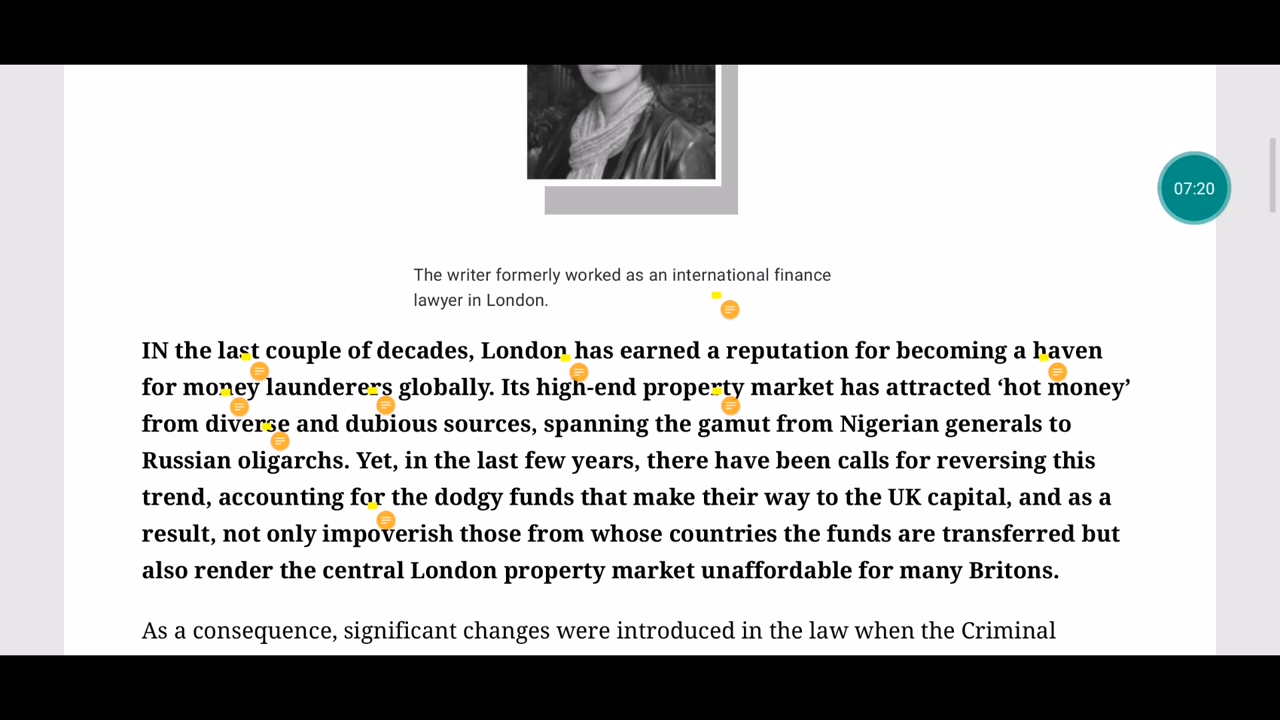 07:20
The writer formerly worked as an international finance
lawyer in London.
IN the last couple of decades, London has earned a reputation for becoming a haven
for money launderers globally. Its high-end property market has attracted ‘hot money’
from diverse and dubious sources, spanning the gamut from Nigerian generals to
Russian oligarchs. Yet, in the last few years, there have been calls for reversing this
trend, accounting for the dodgy funds that make their way to the UK capital, and as a
result, not only impoverish those from whose countries the funds are transferred but
also render the central London property market unaffordable for many Britons.
As a consequence, significant changes were introduced in the law when the Criminal